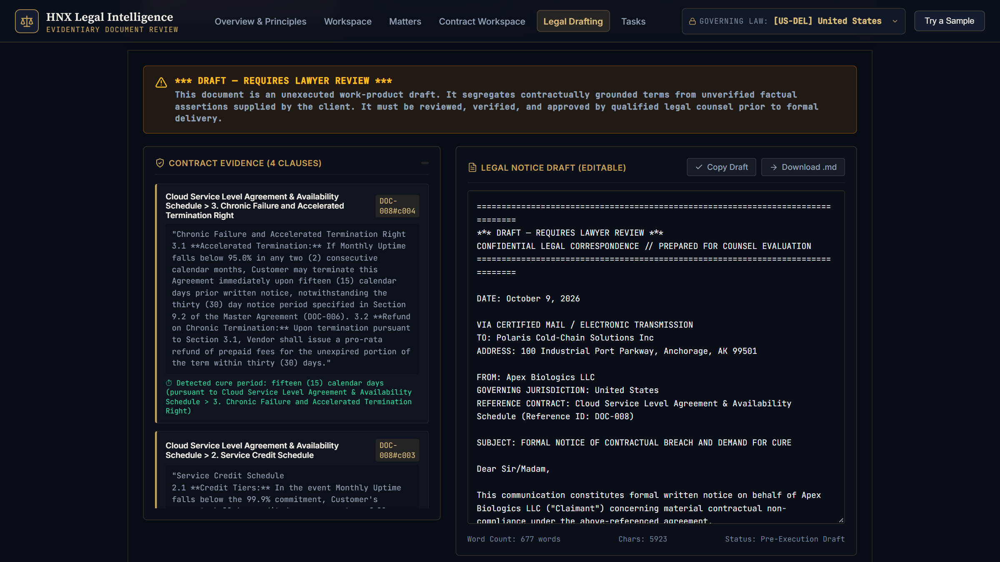 HNX Legal Intelligence
EVIDENTIARY DOCUMENT REVIEW
Overview & Principles
Workspace
Matters
Contract Workspace
Legal Drafting
Tasks
GOVERNING LAW: [US-DEL] United States
Try a Sample
*** DRAFT — REQUIRES LAWYER REVIEW ***
This document is an unexecuted work-product draft. It segregates contractually grounded terms from unverified factual
assertions supplied by the client. It must be reviewed, verified, and approved by qualified legal counsel prior to formal
delivery.
CONTRACT EVIDENCE (4 CLAUSES)
Cloud Service Level Agreement & Availability
Schedule > 3. Chronic Failure and Accelerated
Termination Right
DOC-
008#c004
"Chronic Failure and Accelerated Termination Right
3.1 **Accelerated Termination:** If Monthly Uptime
falls below 95.0% in any two (2) consecutive
calendar months, Customer may terminate this
Agreement immediately upon fifteen (15) calendar
days prior written notice, notwithstanding the
thirty (30) day notice period specified in Section
9.2 of the Master Agreement (DOC-006). 3.2 **Refund
on Chronic Termination:** Upon termination pursuant
to Section 3.1, Vendor shall issue a pro-rata
refund of prepaid fees for the unexpired portion of
the term within thirty (30) days."
Detected cure period: fifteen (15) calendar days
(pursuant to Cloud Service Level Agreement & Availability
Schedule > 3. Chronic Failure and Accelerated Termination
Right)
Cloud Service Level Agreement & Availability
Schedule > 2. Service Credit Schedule
DOC-
008#c003
"Service Credit Schedule
2.1 **Credit Tiers:** In the event Monthly Uptime
falls below the 99.9% commitment, Customer's
LEGAL NOTICE DRAFT (EDITABLE)
Copy Draft
Download .md
========================================================================
========
*** DRAFT — REQUIRES LAWYER REVIEW ***
CONFIDENTIAL LEGAL CORRESPONDENCE // PREPARED FOR COUNSEL EVALUATION
========================================================================
========
DATE: October 9, 2026
VIA CERTIFIED MAIL / ELECTRONIC TRANSMISSION
TO: Polaris Cold-Chain Solutions Inc
ADDRESS: 100 Industrial Port Parkway, Anchorage, AK 99501
FROM: Apex Biologics LLC
GOVERNING JURISDICTION: United States
REFERENCE CONTRACT: Cloud Service Level Agreement & Availability
Schedule (Reference ID: DOC-008)
SUBJECT: FORMAL NOTICE OF CONTRACTUAL BREACH AND DEMAND FOR CURE
Dear Sir/Madam,
This communication constitutes formal written notice on behalf of Apex
Biologics LLC ("Claimant") concerning material contractual non-
compliance under the above-referenced agreement.
Word Count: 677 words
Chars: 5923
Status: Pre-Execution Draft